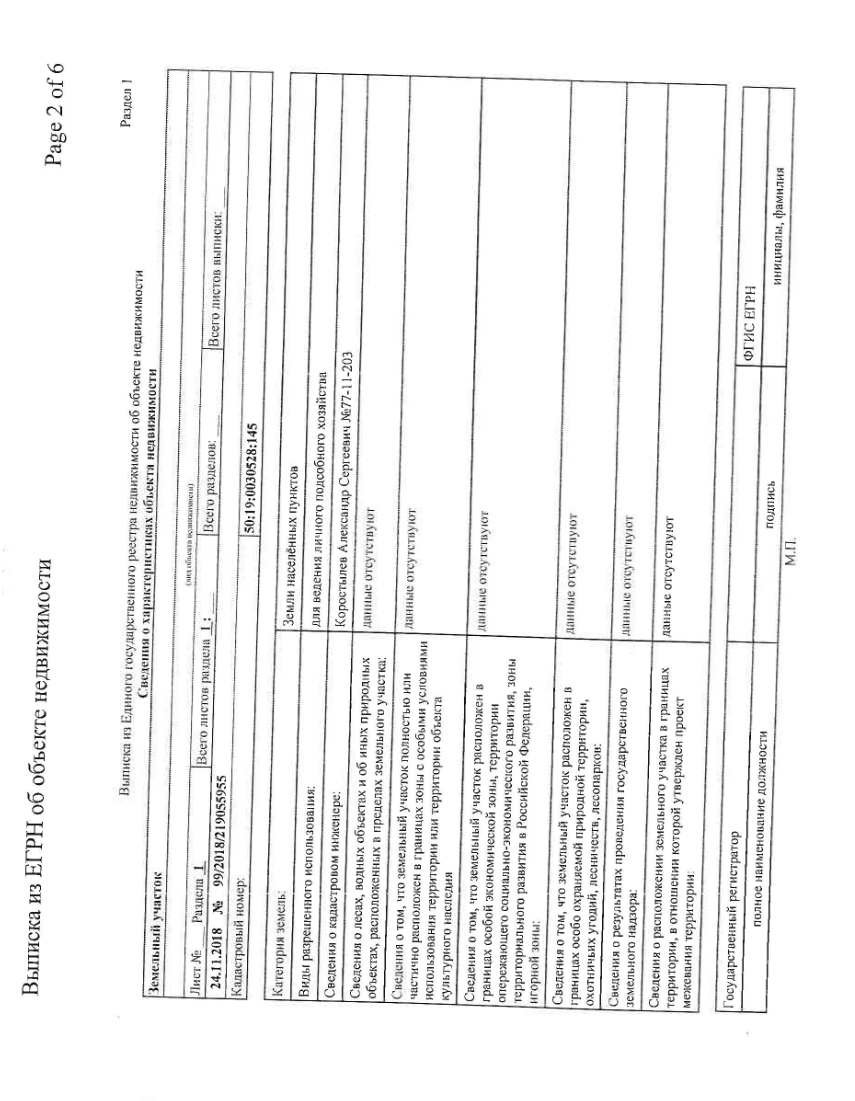 Выписка из ЕГРН об объекте недвижимости
Page 2 of 6
Раздел 1
Выписка из Единого государственного реестра недвижимости об объекте недвижимости
Сведения о характеристиках объекта недвижимости
Земельный участок
(вид объекта недвижимости)
Лист № ___ Раздела 1
Всего листов раздела 1: ___
Всего разделов: ___
Всего листов выписки: ___
24.11.2018 № 99/2018/219055955
Кадастровый номер:
50:19:0030528:145
Категория земель:
Земли населённых пунктов
Виды разрешенного использования:
для ведения личного подсобного хозяйства
Сведения о кадастровом инженере:
Коростылев Александр Сергеевич №77-11-203
Сведения о лесах, водных объектах и об иных природных
объектах, расположенных в пределах земельного участка:
данные отсутствуют
Сведения о том, что земельный участок полностью или
частично расположен в границах зоны с особыми условиями
использования территории или территории объекта
культурного наследия
данные отсутствуют
Сведения о том, что земельный участок расположен в
границах особой экономической зоны, территории
опережающего социально-экономического развития, зоны
территориального развития в Российской Федерации,
игорной зоны:
данные отсутствуют
Сведения о том, что земельный участок расположен в
границах особо охраняемой природной территории,
охотничьих угодий, лесничеств, лесопарков:
данные отсутствуют
Сведения о результатах проведения государственного
земельного надзора:
данные отсутствуют
Сведения о расположении земельного участка в границах
территории, в отношении которой утвержден проект
межевания территории:
данные отсутствуют
Государственный регистратор
ФГИС ЕГРН
полное наименование должности
подпись
инициалы, фамилия
М.П.